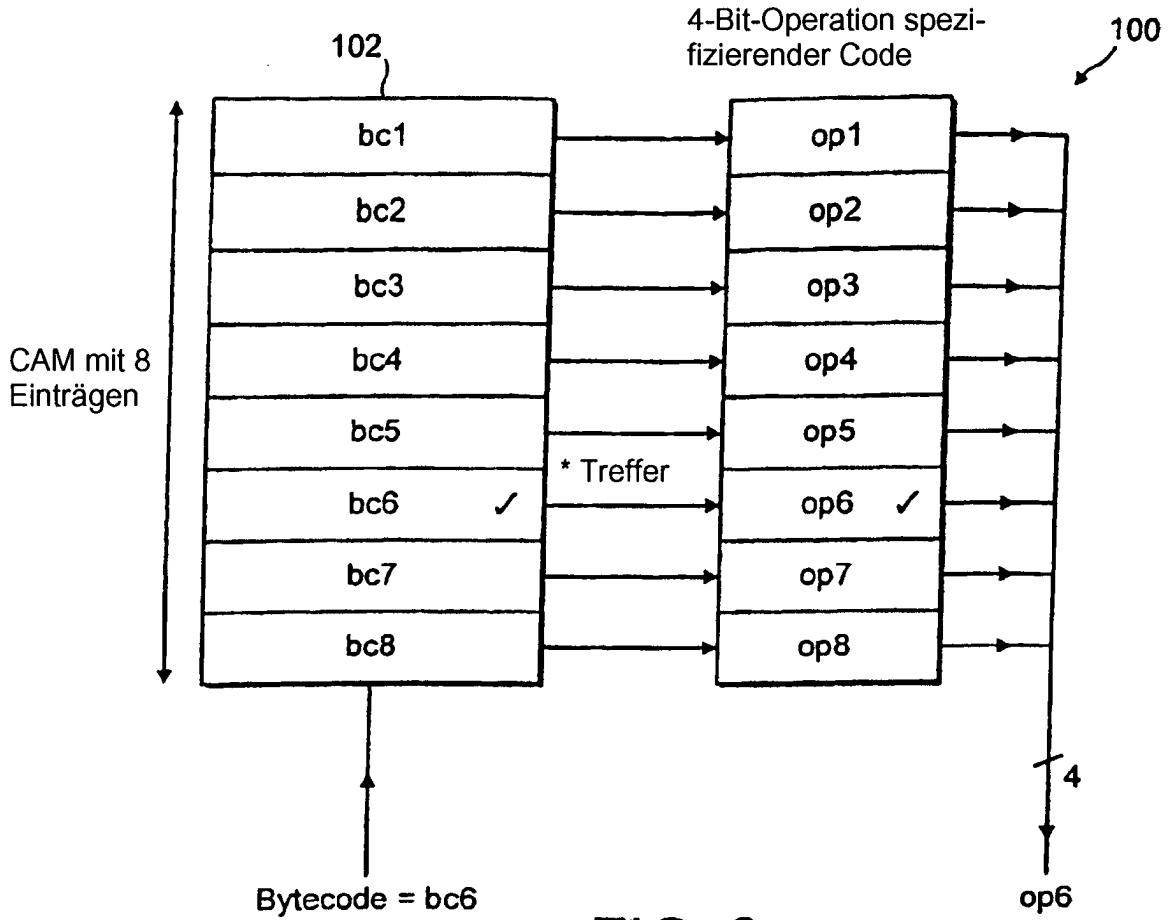 4-Bit-Operation spezi-
fizierender Code
100
102
bc1
op1
bc2
op2
bc3
op3
CAM mit 8
Einträgen
bc4
op4
bc5
op5
* Treffer
bc6 ✓
op6 ✓
bc7
op7
bc8
op8
4
Bytecode = bc6
op6